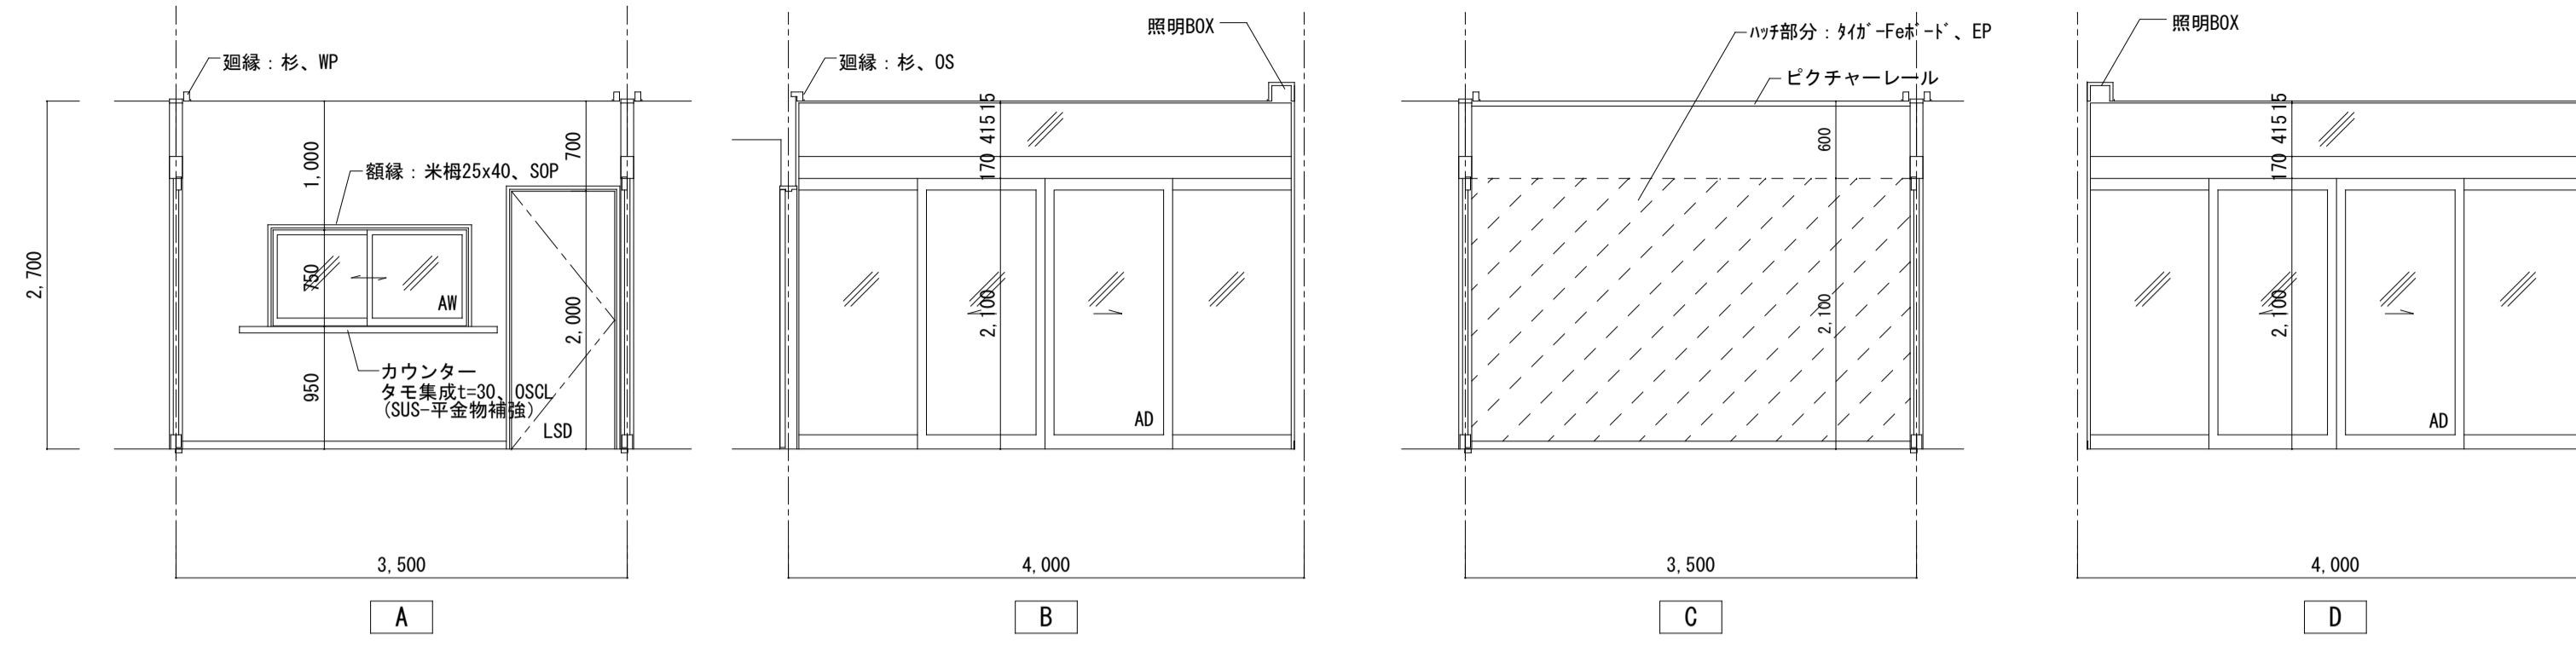 廻縁：杉、WP
2,700
1,000
700
額縁：米栂25x40、SOP
750
AW
2,000
950
カウンター
タモ集成t=30、OSCL
(SUS-平金物補強)
LSD
3,500
A
照明BOX
廻縁：杉、OS
15
415
170
2,100
AD
4,000
B
ﾊｯﾁ部分：ﾀｲｶﾞｰFeﾎﾞｰﾄﾞ、EP
ピクチャーレール
600
2,100
3,500
C
照明BOX
15
415
170
2,100
AD
4,000
D